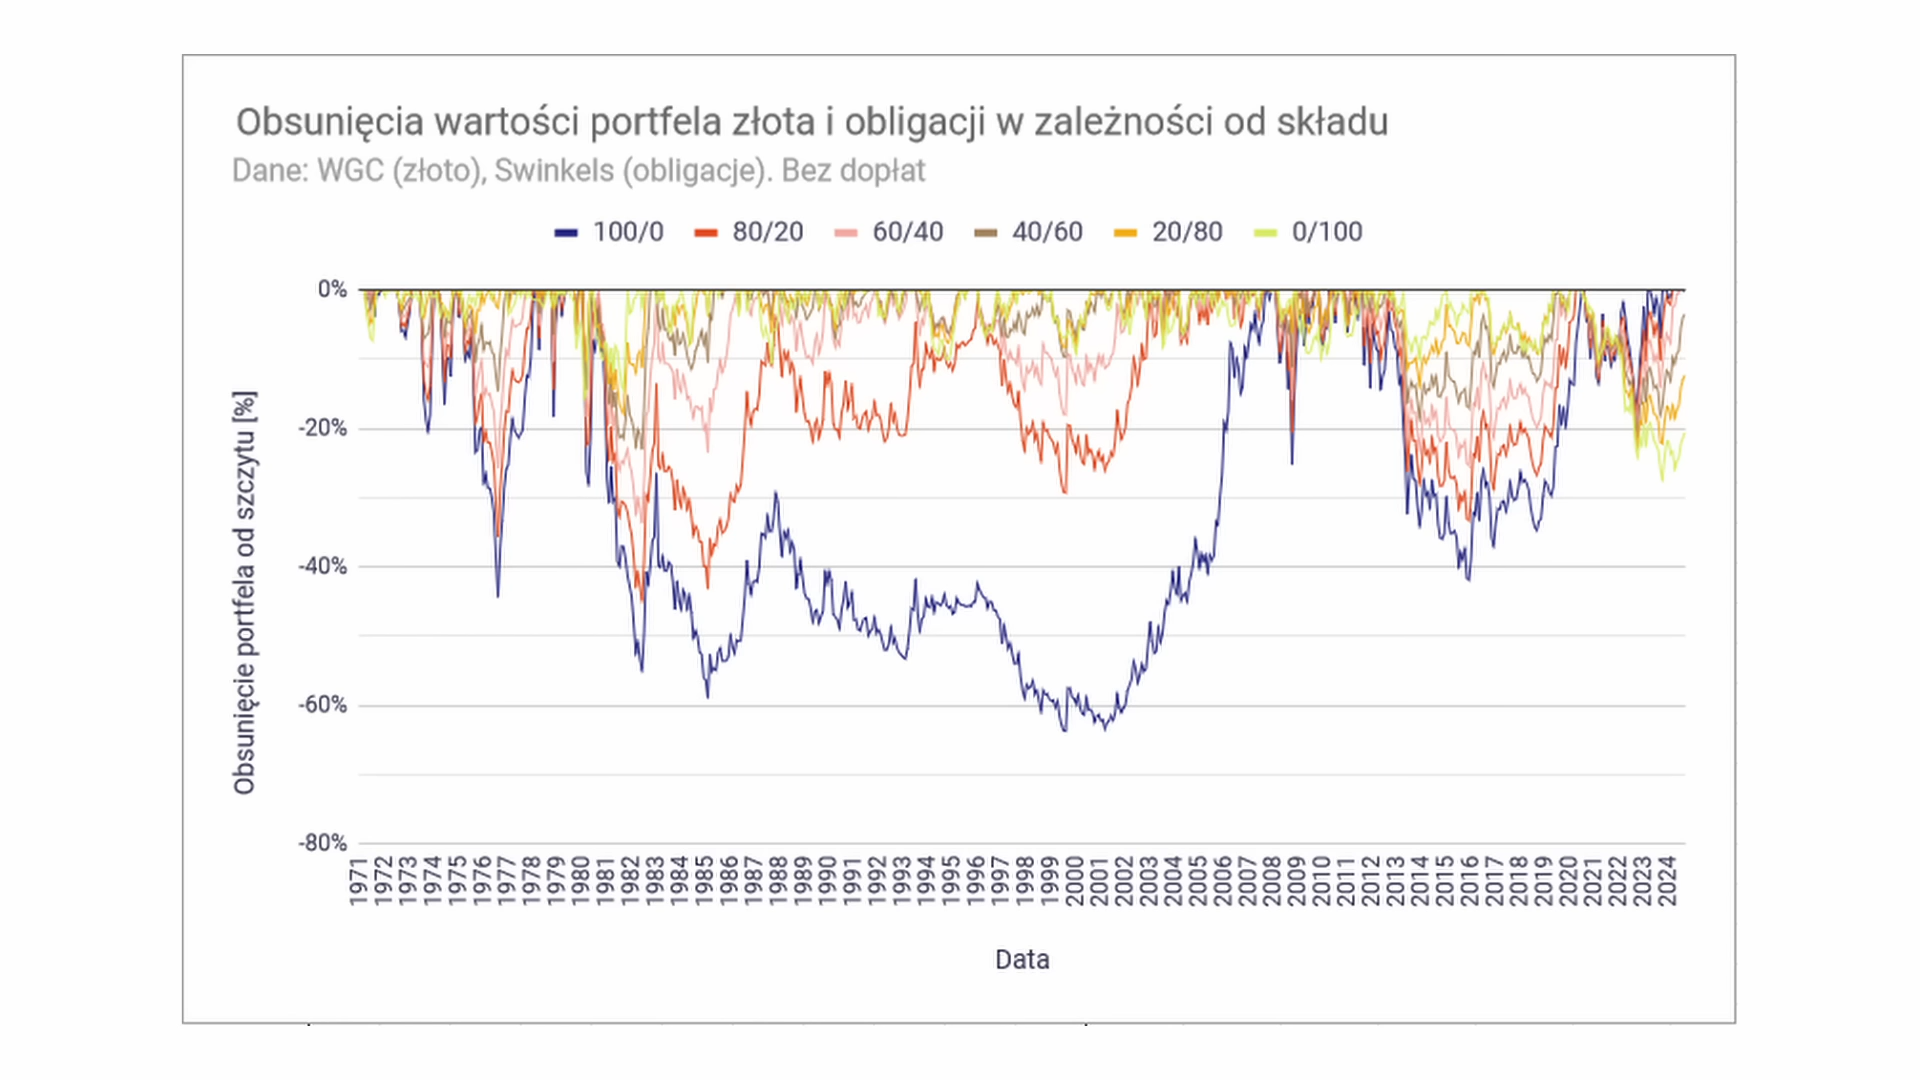 Obsunięcia wartości portfela złota i obligacji w zależności od składu
Dane: WGC (złoto), Swinkels (obligacje). Bez dopłat
100/0 80/20 60/40 40/60 20/80 0/100
Obsunięcie portfela od szczytu [%]
0%
-20%
-40%
-60%
-80%
1971 1972 1973 1974 1975 1976 1977 1978 1979 1980 1981 1982 1983 1984 1985 1986 1987 1988 1989 1990 1991 1992 1993 1994 1995 1996 1997 1998 1999 2000 2001 2002 2003 2004 2005 2006 2007 2008 2009 2010 2011 2012 2013 2014 2015 2016 2017 2018 2019 2020 2021 2022 2023 2024
Data